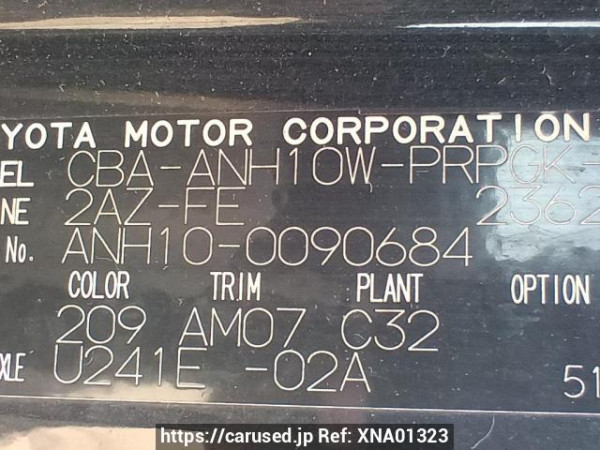 YOTA MOTOR CORPORATION
EL CBA-ANH10W-PRPGK-
NE 2AZ-FE 2362
No. ANH10-0090684
COLOR TRIM PLANT OPTION
209 AM07 C32
XLE U241E -02A 51
https://carused.jp Ref: XNA01323